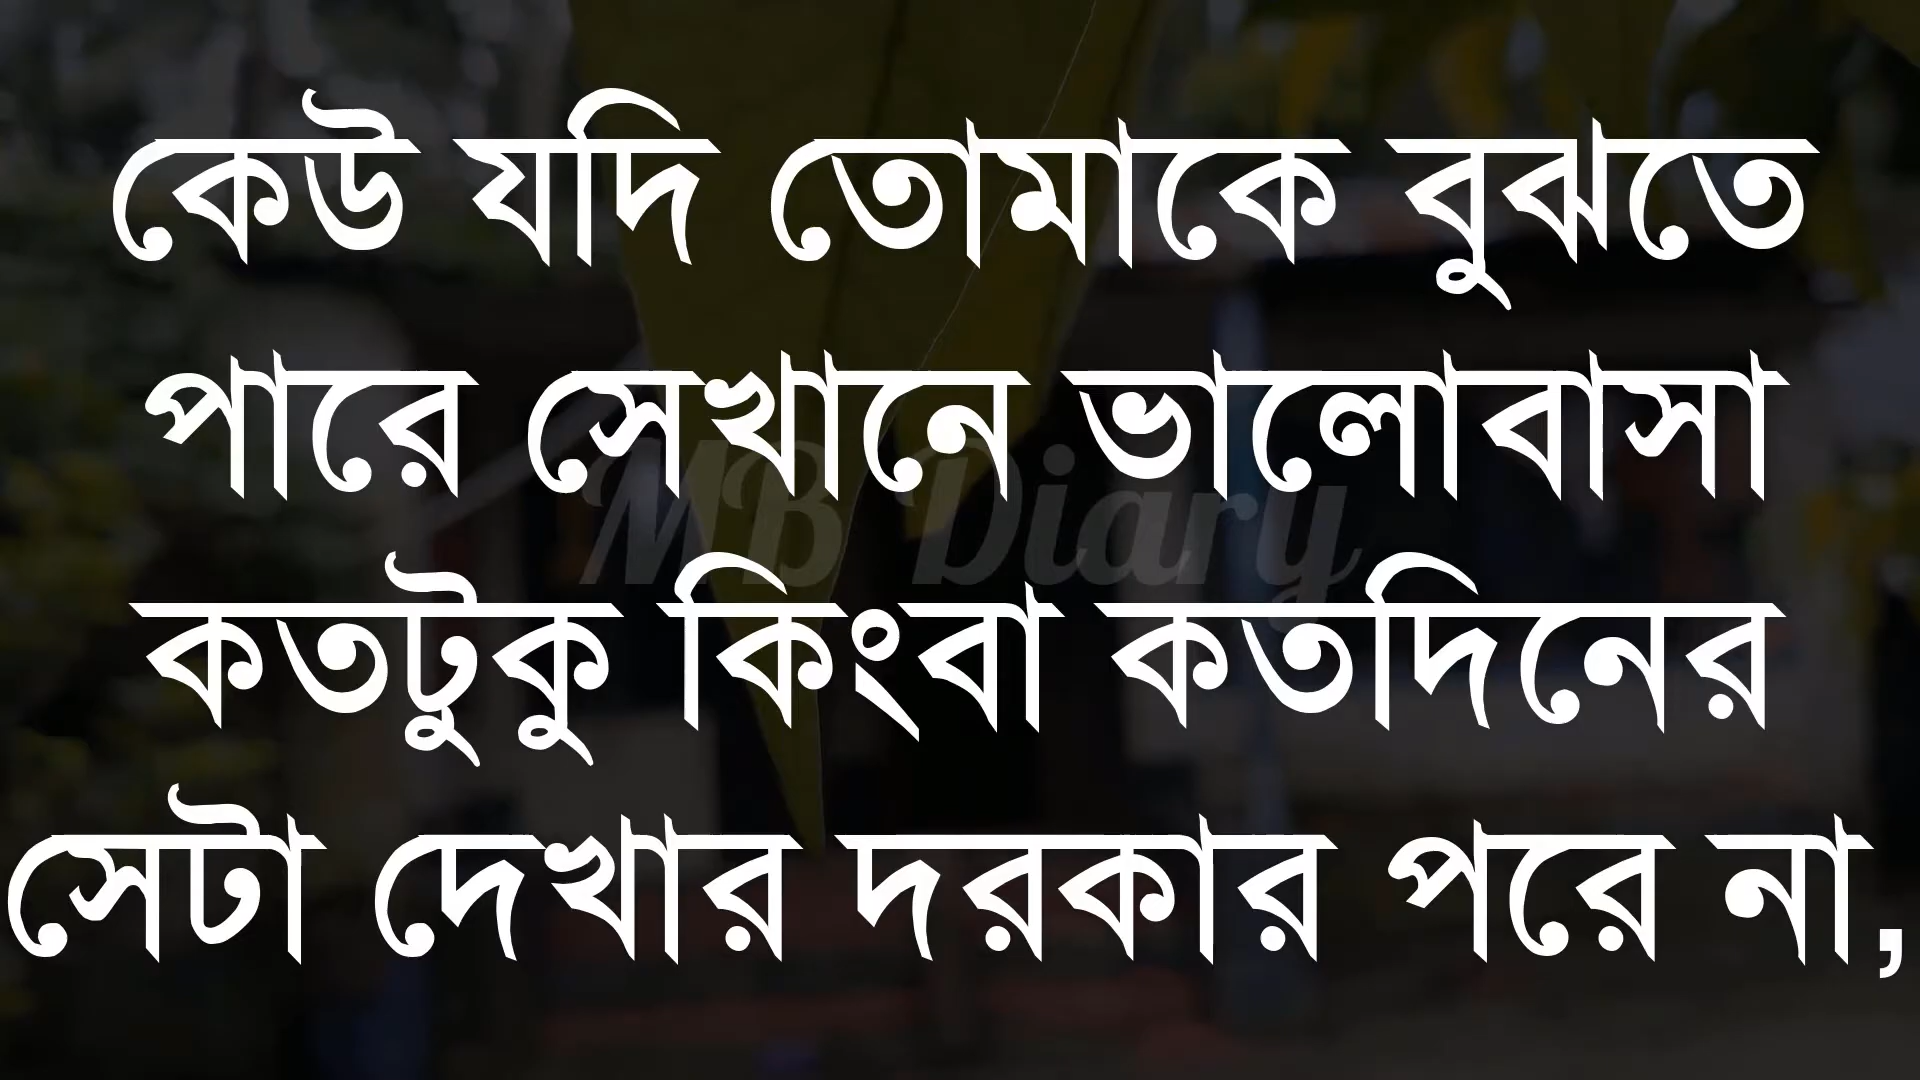 কেউ যদি তোমাকে বুঝতে
পারে সেখানে ভালোবাসা
MB Diary
কতটুকু কিংবা কতদিনের
সেটা দেখার দরকার পরে না,